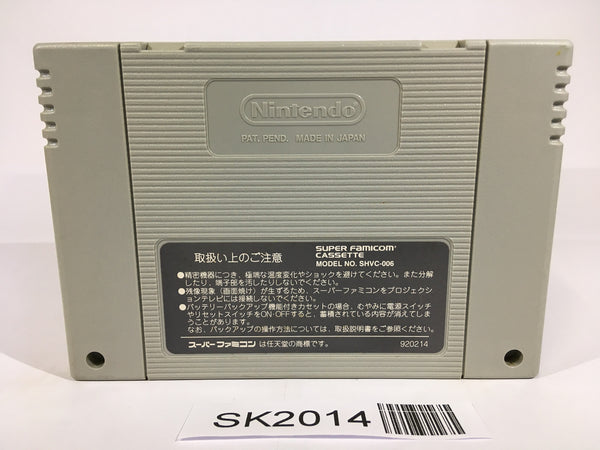 Nintendo
PAT. PEND. MADE IN JAPAN
取扱い上のご注意
SUPER FAMICOM
CASSETTE
MODEL NO. SHVC-006
●精密機器につき、極端な温度変化やショックを避けてください。また分解
したり、端子部を汚したりしないでください。
●残像現象(画面焼け)が生ずるため、スーパーファミコンをプロジェクシ
ョンテレビには接続しないでください。
●バッテリーバックアップ機能付きカセットの場合、むやみに電源スイッチ
やリセットスイッチをON・OFFすると、蓄積されている内容が消えてしま
うことがあります。
なお、バックアップの操作方法については、取扱説明書をご参照ください。
スーパーファミコンは任天堂の商標です。
920214
SK2014